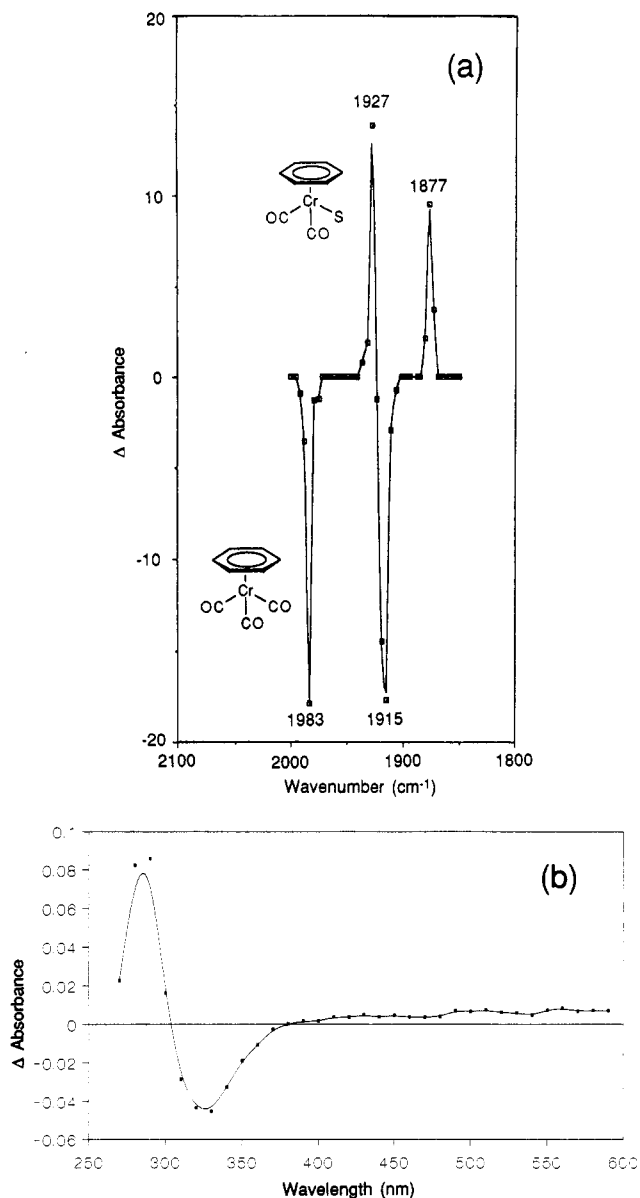 20
(a)
1927
1877
10
Cr
OC
S
CO
0
Δ Absorbance
-10
Cr
OC
CO
CO
1983
1915
-20
2100
2000
1900
1800
Wavenumber (cm-1)
0.1
(b)
0.08
0.06
0.04
0.02
0
-0.02
-0.04
-0.06
Δ Absorbance
250
300
350
400
450
500
550
600
Wavelength (nm)